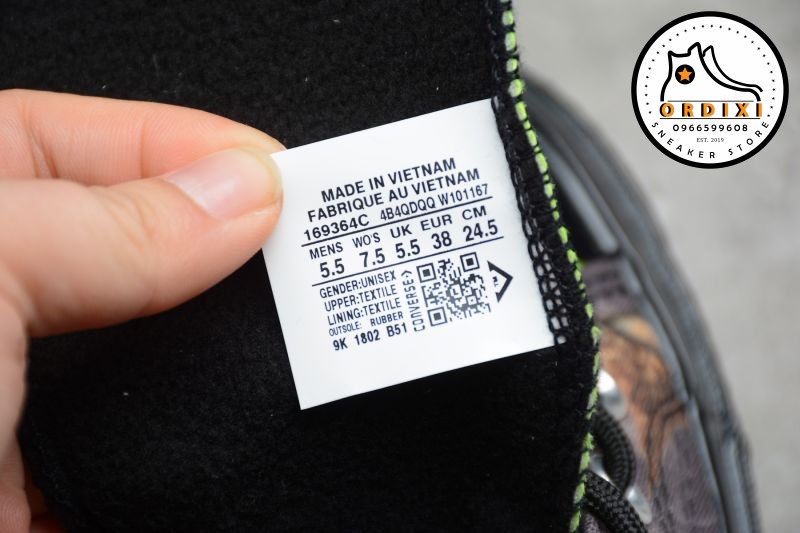 MADE IN VIETNAM
FABRIQUE AU VIETNAM
169364C 4B4QDQQ W101167
MENS WO'S UK EUR CM
5.5 7.5 5.5 38 24.5
GENDER:UNISEX
UPPER:TEXTILE
LINING:TEXTILE
OUTSOLE: RUBBER
9K 1802 B51
CONVERSE
ORDIXI
0966599608
EST. 2019
SNEAKER STORE